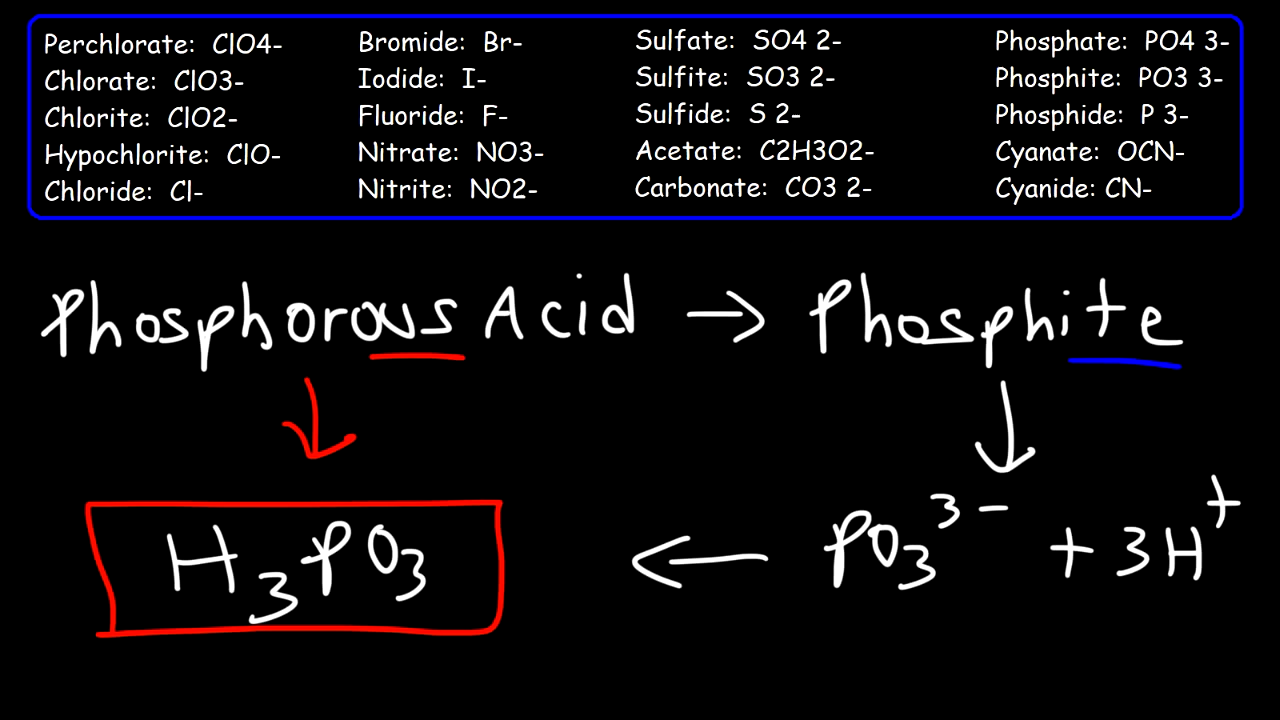 Perchlorate: ClO4- Bromide: Br- Sulfate: SO4 2- Phosphate: PO4 3-
Chlorate: ClO3- Iodide: I- Sulfite: SO3 2- Phosphite: PO3 3-
Chlorite: ClO2- Fluoride: F- Sulfide: S 2- Phosphide: P 3-
Hypochlorite: ClO- Nitrate: NO3- Acetate: C2H3O2- Cyanate: OCN-
Chloride: Cl- Nitrite: NO2- Carbonate: CO3 2- Cyanide: CN-
Phosphorous Acid → Phosphite
H₃PO₃ ← PO₃³⁻ + 3H⁺